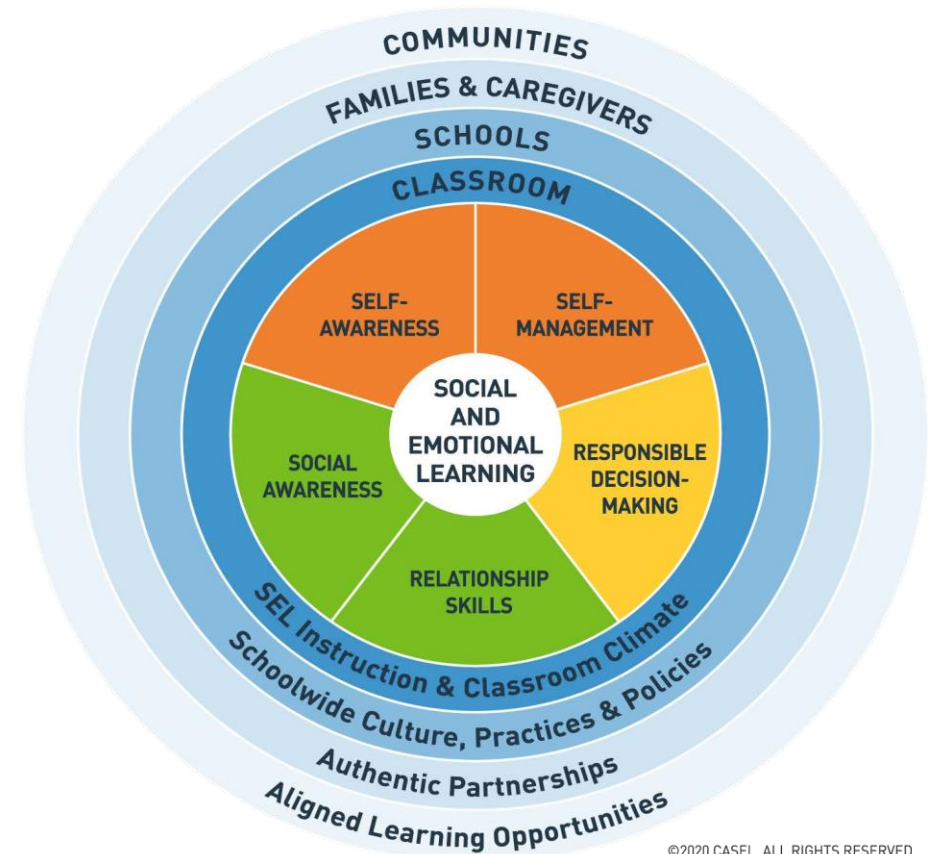 COMMUNITIES
FAMILIES & CAREGIVERS
SCHOOLS
CLASSROOM
SELF-
AWARENESS
SELF-
MANAGEMENT
SOCIAL
AND
EMOTIONAL
LEARNING
SOCIAL
AWARENESS
RESPONSIBLE
DECISION-
MAKING
RELATIONSHIP
SKILLS
SEL Instruction & Classroom Climate
Schoolwide Culture, Practices & Policies
Authentic Partnerships
Aligned Learning Opportunities
©2020 CASEL. ALL RIGHTS RESERVED.